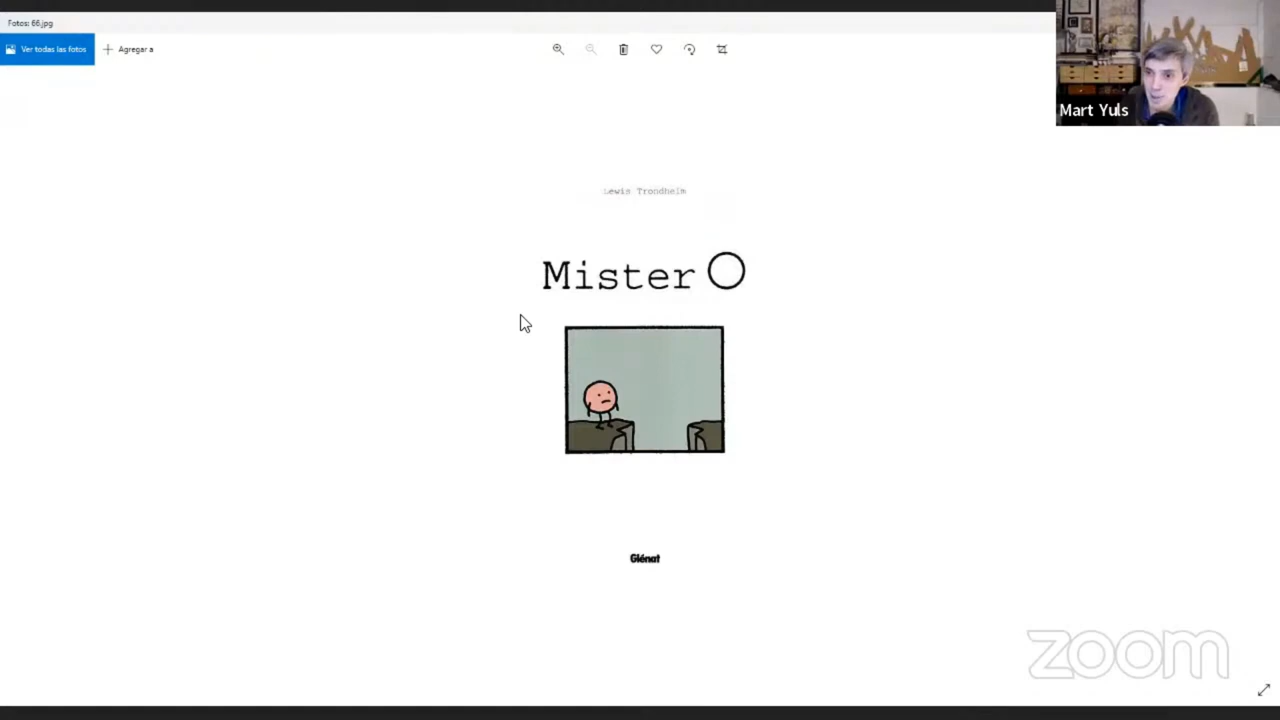 Fotos: 66.jpg
Ver todas las fotos
Agregar a
Mart Yuls
Lewis Trondheim
Mister O
Glénat
zoom